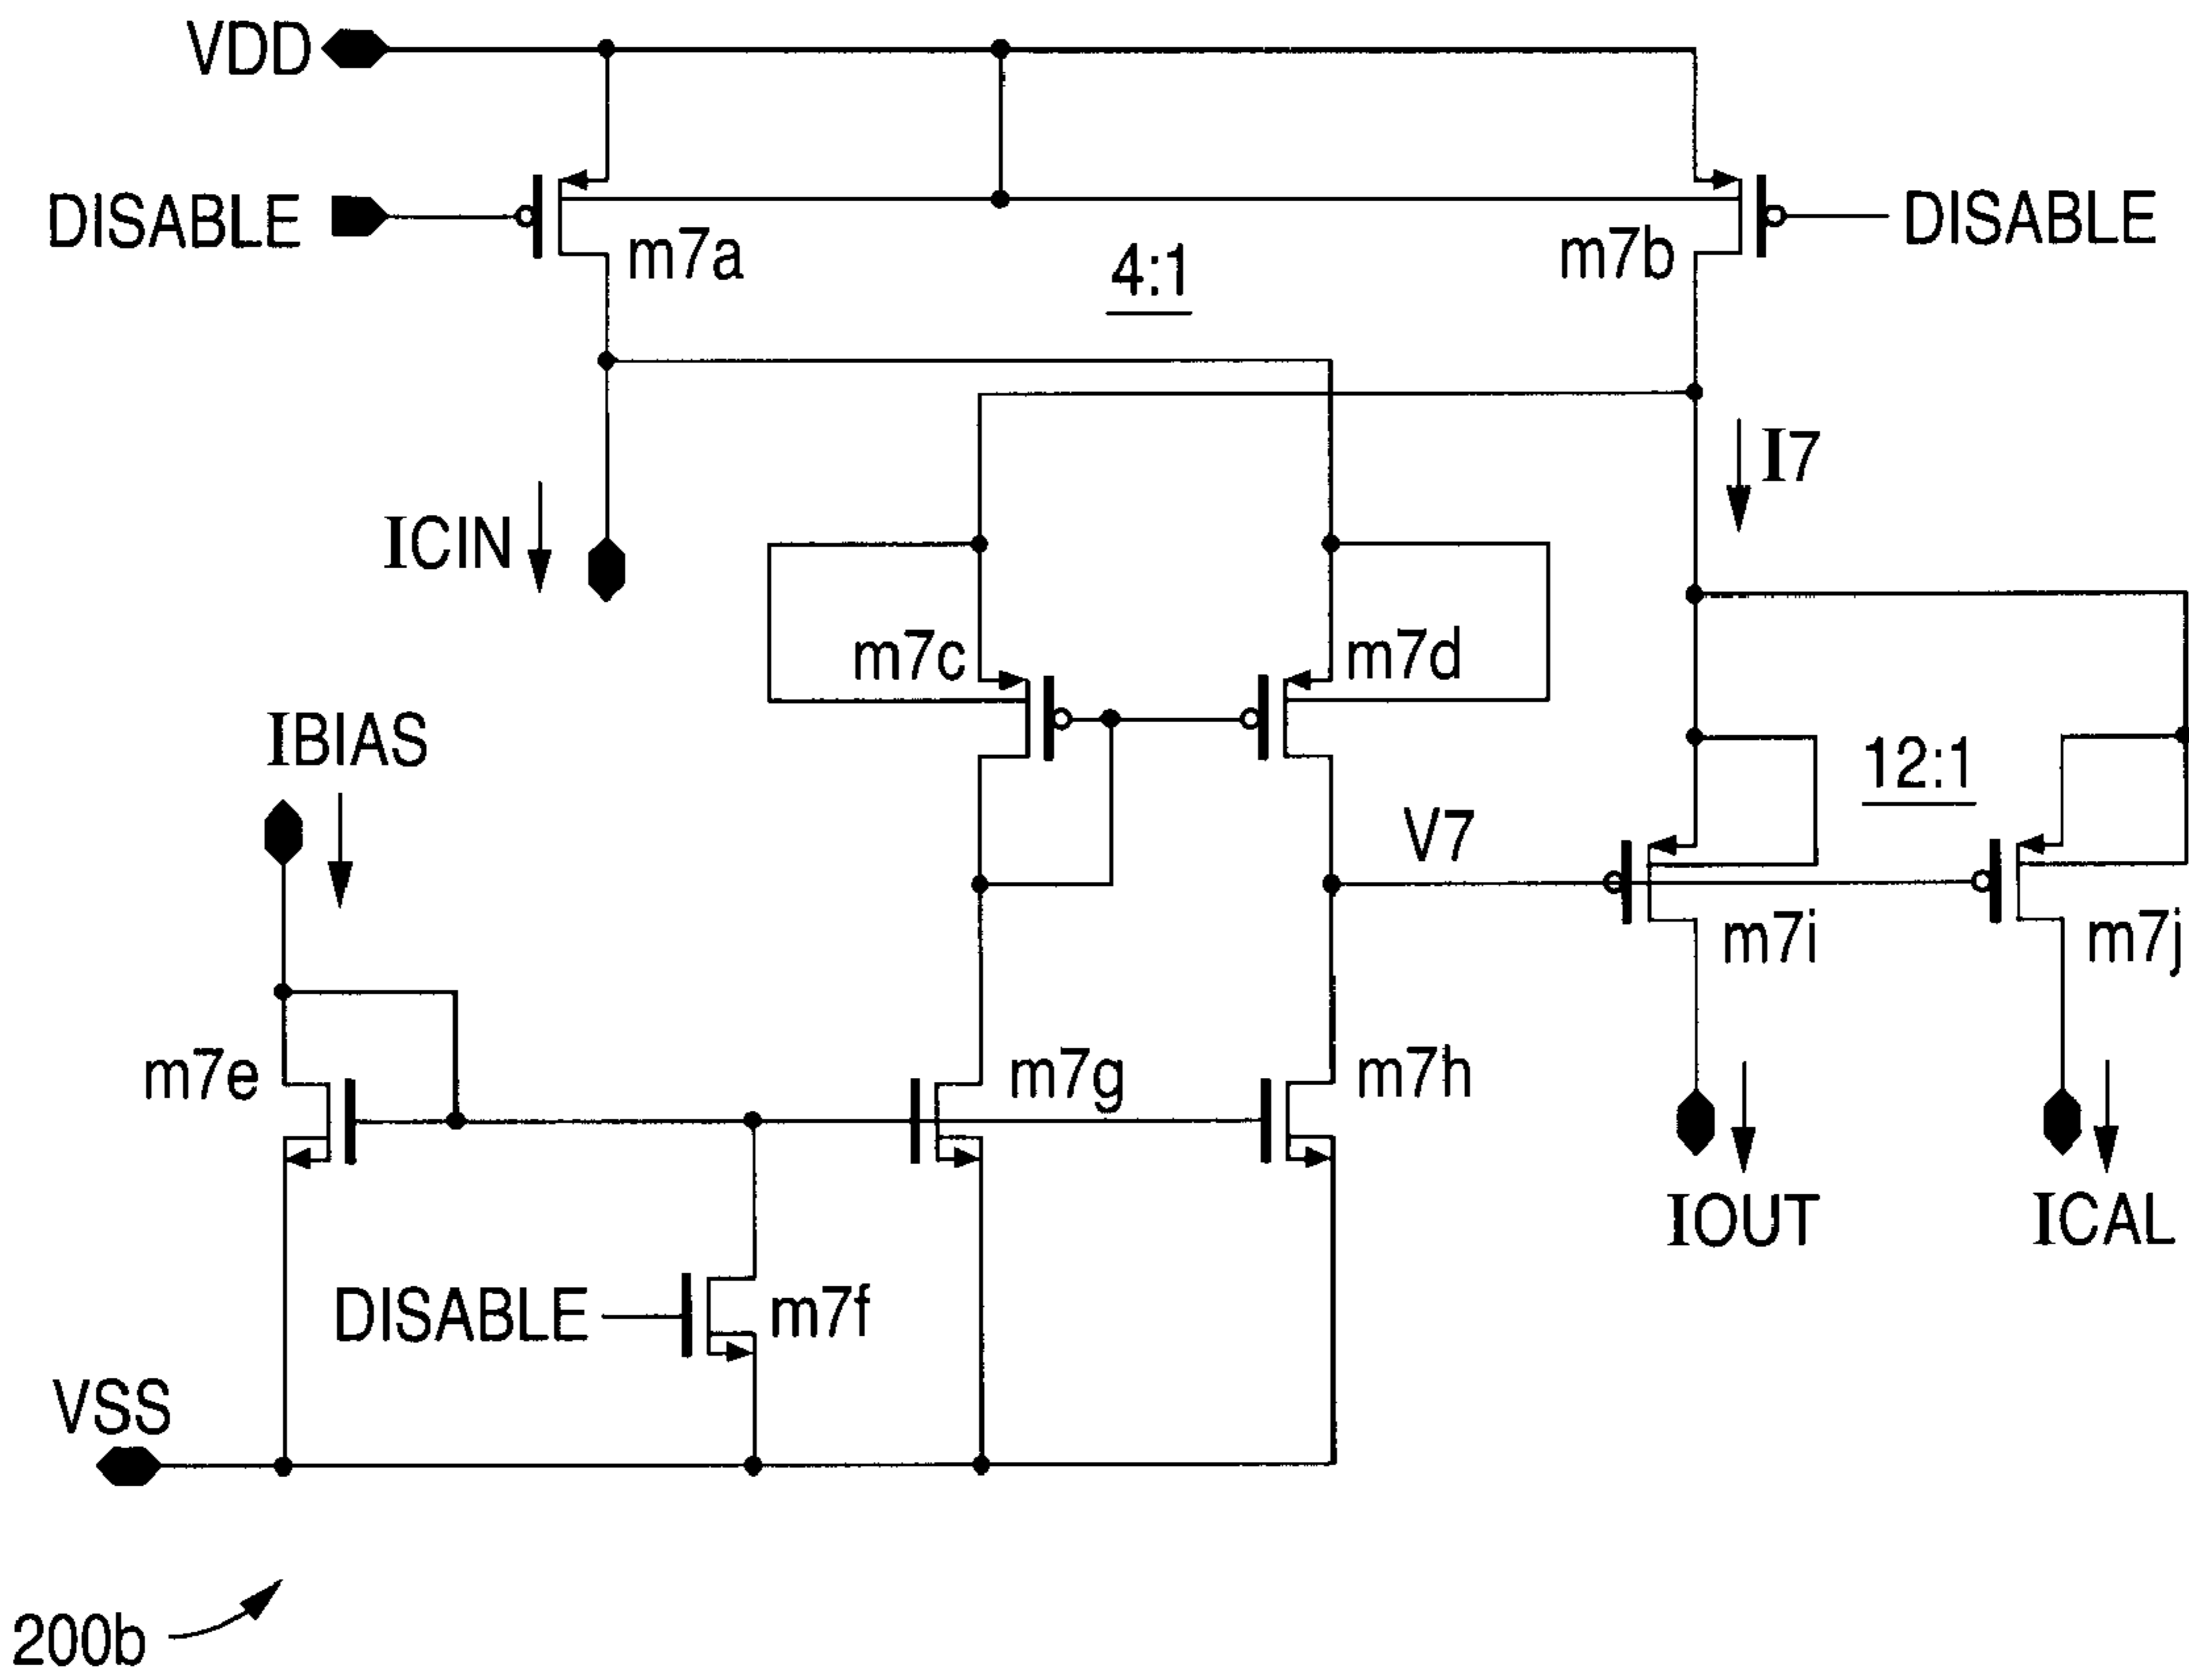 VDD
DISABLE
m7a
4:1
m7b
DISABLE
I7
ICIN
m7c
m7d
IBIAS
12:1
V7
m7i
m7j
m7e
m7g
m7h
IOUT
ICAL
DISABLE
m7f
VSS
200b